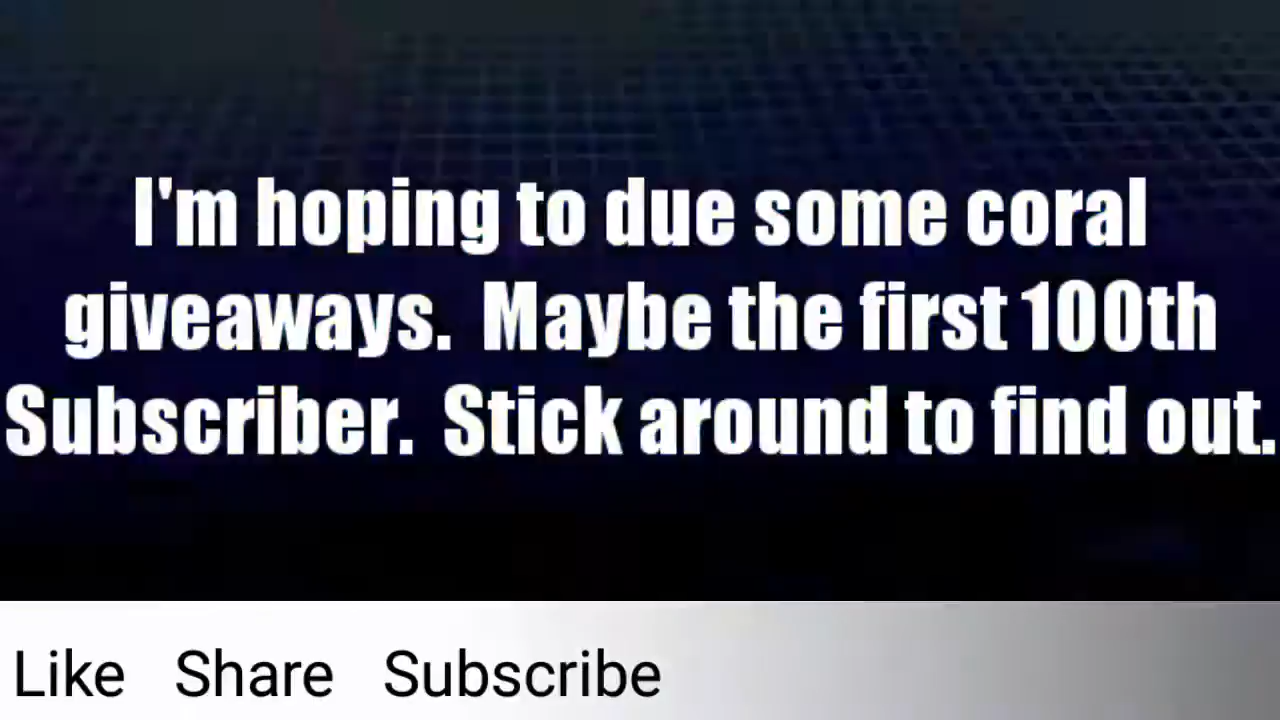 I'm hoping to due some coral
giveaways.  Maybe the first 100th
Subscriber.  Stick around to find out.
Like   Share   Subscribe